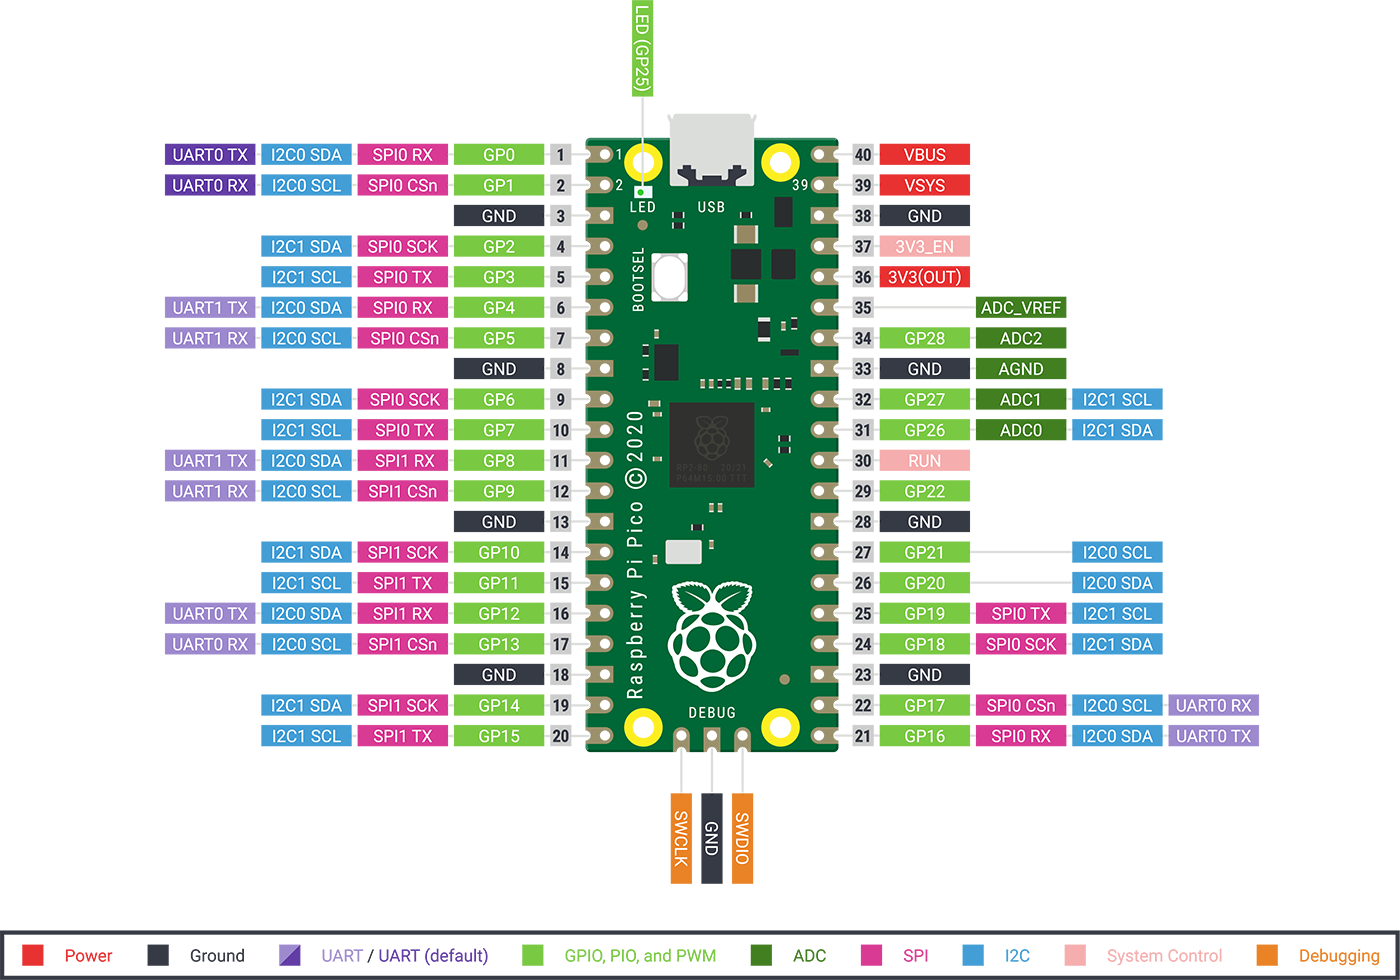 LED (GP25)
UART0 TX I2C0 SDA SPI0 RX GP0 1 1 40 VBUS
UART0 RX I2C0 SCL SPI0 CSn GP1 2 2 39 39 VSYS
LED USB
GND 3 38 GND
I2C1 SDA SPI0 SCK GP2 4 37 3V3_EN
BOOTSEL
I2C1 SCL SPI0 TX GP3 5 36 3V3(OUT)
UART1 TX I2C0 SDA SPI0 RX GP4 6 35 ADC_VREF
UART1 RX I2C0 SCL SPI0 CSn GP5 7 34 GP28 ADC2
GND 8 33 GND AGND
I2C1 SDA SPI0 SCK GP6 9 32 GP27 ADC1 I2C1 SCL
I2C1 SCL SPI0 TX GP7 10 31 GP26 ADC0 I2C1 SDA
UART1 TX I2C0 SDA SPI1 RX GP8 11 30 RUN
RP2-B0 20/21
P64M15.00 TTT
UART1 RX I2C0 SCL SPI1 CSn GP9 12 29 GP22
GND 13 28 GND
Raspberry Pi Pico © 2020
I2C1 SDA SPI1 SCK GP10 14 27 GP21 I2C0 SCL
I2C1 SCL SPI1 TX GP11 15 26 GP20 I2C0 SDA
UART0 TX I2C0 SDA SPI1 RX GP12 16 25 GP19 SPI0 TX I2C1 SCL
UART0 RX I2C0 SCL SPI1 CSn GP13 17 24 GP18 SPI0 SCK I2C1 SDA
GND 18 23 GND
I2C1 SDA SPI1 SCK GP14 19 22 GP17 SPI0 CSn I2C0 SCL UART0 RX
DEBUG
I2C1 SCL SPI1 TX GP15 20 21 GP16 SPI0 RX I2C0 SDA UART0 TX
SWCLK GND SWDIO
Power Ground UART / UART (default) GPIO, PIO, and PWM ADC SPI I2C System Control Debugging